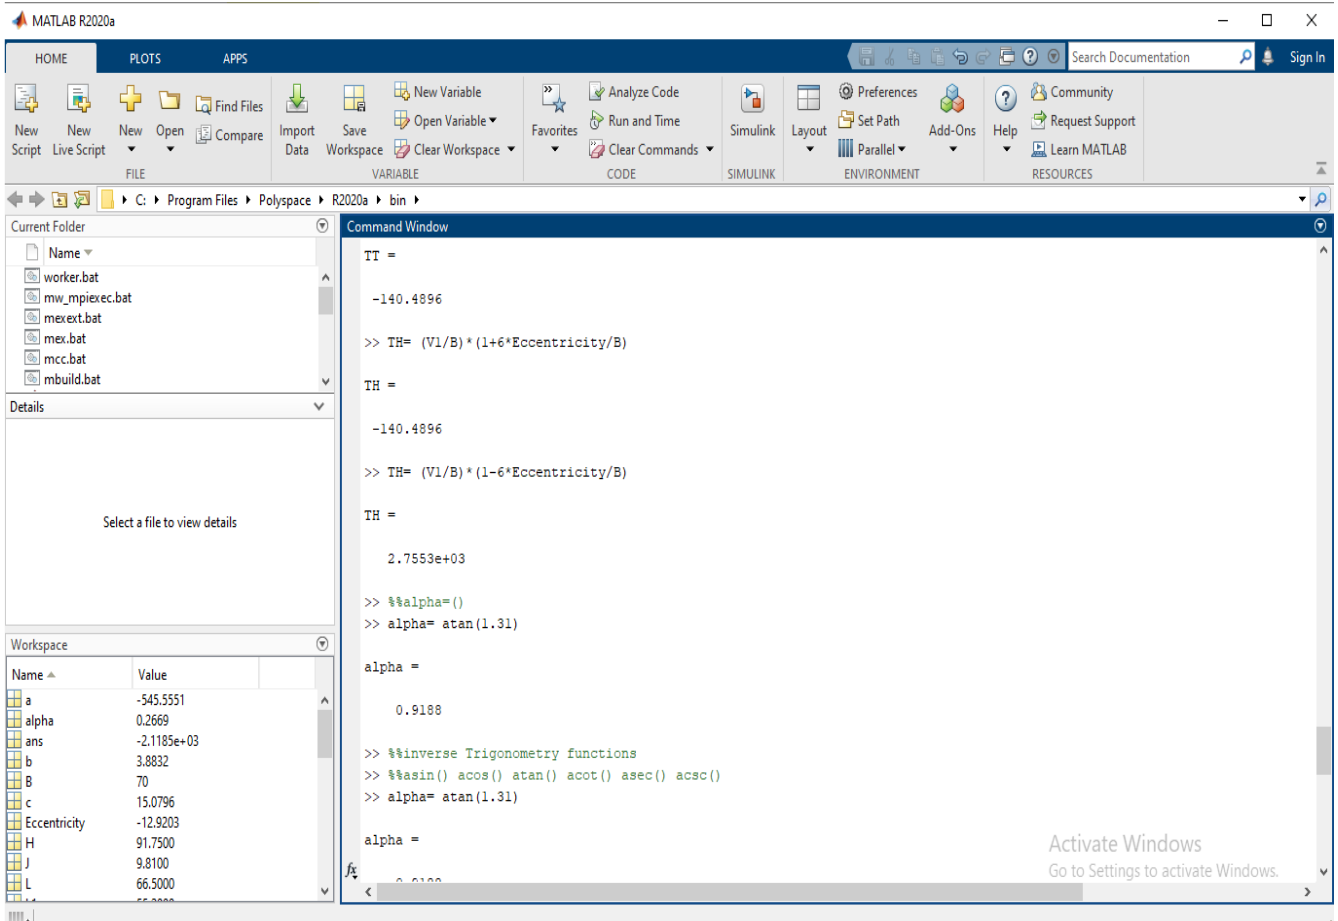 MATLAB R2020a
HOME PLOTS APPS Search Documentation Sign In
New Script New Live Script New Open Find Files Compare Import Data Save Workspace New Variable Open Variable Clear Workspace Favorites Analyze Code Run and Time Clear Commands Simulink Layout Preferences Set Path Parallel Add-Ons Help Community Request Support Learn MATLAB
FILE VARIABLE CODE SIMULINK ENVIRONMENT RESOURCES
C: Program Files Polyspace R2020a bin
Current Folder
Name
worker.bat
mw_mpiexec.bat
mexext.bat
mex.bat
mcc.bat
mbuild.bat
Details
Select a file to view details
Workspace
Name Value
a -545.5551
alpha 0.2669
ans -2.1185e+03
b 3.8832
B 70
c 15.0796
Eccentricity -12.9203
H 91.7500
J 9.8100
L 66.5000
Command Window
TT =
-140.4896
>> TH= (V1/B)*(1+6*Eccentricity/B)
TH =
-140.4896
>> TH= (V1/B)*(1-6*Eccentricity/B)
TH =
2.7553e+03
>> %%alpha=()
>> alpha= atan(1.31)
alpha =
0.9188
>> %%inverse Trigonometry functions
>> %%asin() acos() atan() acot() asec() acsc()
>> alpha= atan(1.31)
alpha =
fx
Activate Windows
Go to Settings to activate Windows.